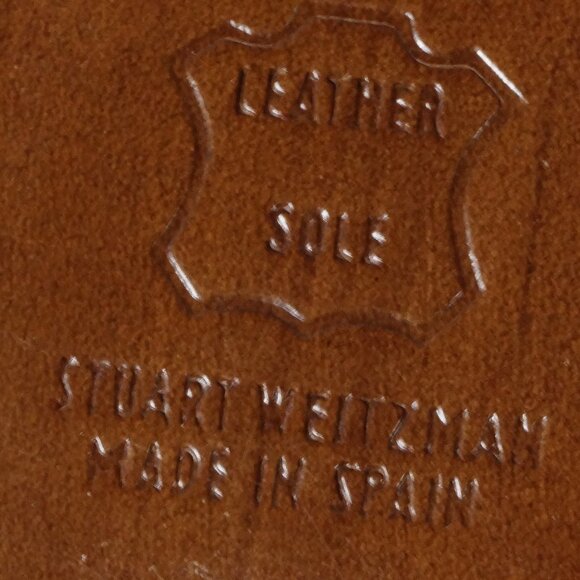 LEATHER
SOLE
STUART WEITZMAN
MADE IN SPAIN